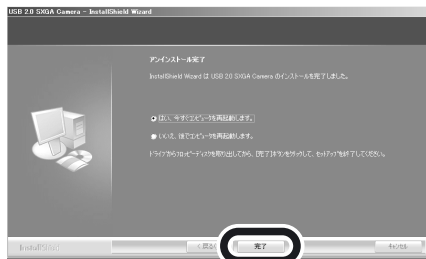 USB 2.0 SXGA Camera - InstallShield Wizard
アンインストール完了
InstallShield Wizard は USB 2.0 SXGA Camera のインストールを完了しました。
はい、今すぐコンピュータを再起動します。
いいえ、後でコンピュータを再起動します。
ドライブからフロッピーディスクを取り出してから、[完了]ボタンをクリックして、セットアップを終了してください。
InstallShield
< 戻る(
完了
キャンセル